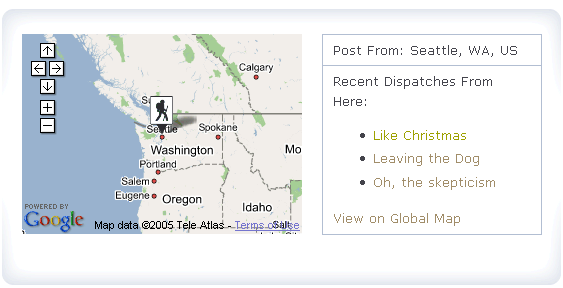 Calgary
Su
Seattle
Spokane
Washington
Mo
Portland
Salem
Eugene
Oregon
Idaho
POWERED BY
Google
Map data ©2005 Tele Atlas - Terms of Use
Salt
Post From: Seattle, WA, US
Recent Dispatches From
Here:
Like Christmas
Leaving the Dog
Oh, the skepticism
View on Global Map